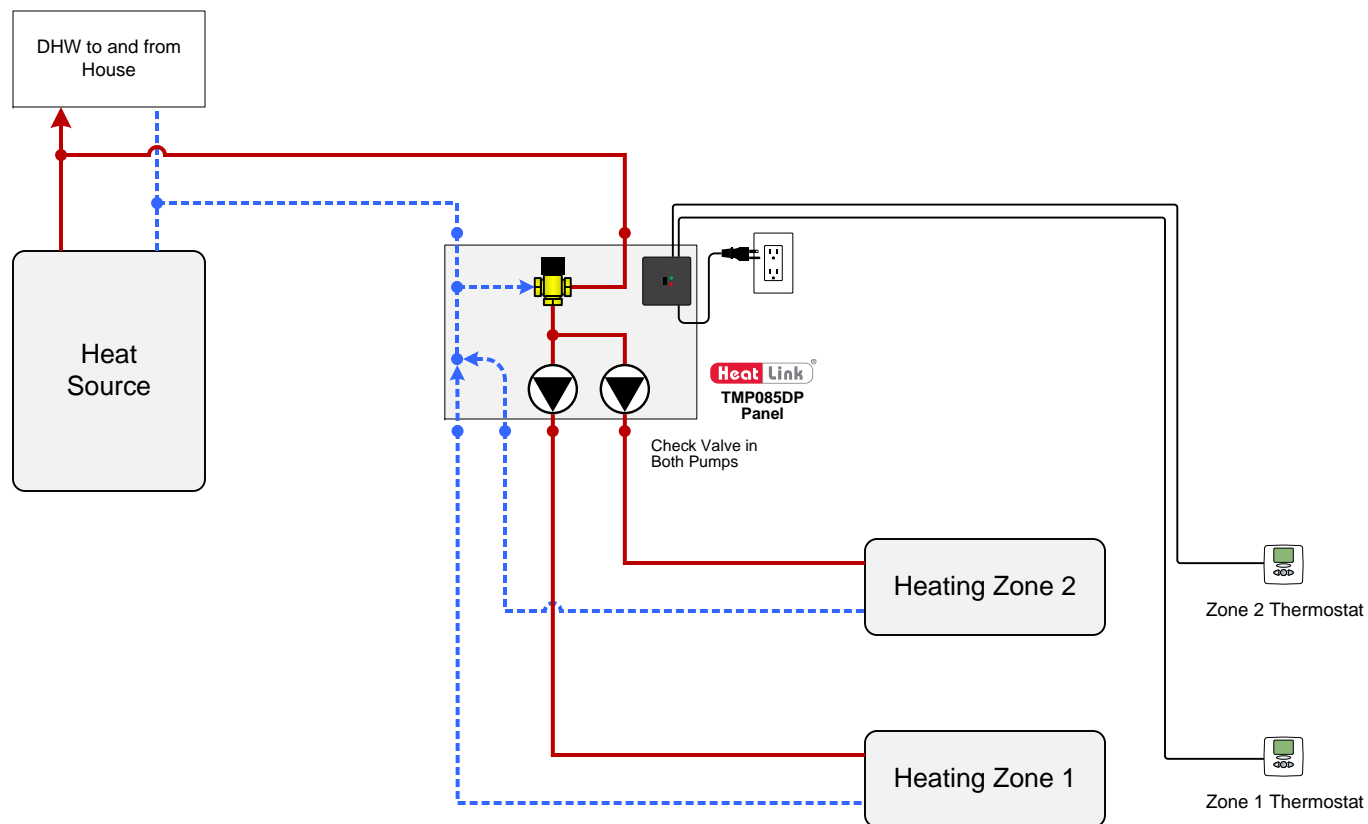 DHW to and from
House
Heat
Source
Heat Link®
TMP085DP
Panel
Check Valve in
Both Pumps
Heating Zone 2
Zone 2 Thermostat
Heating Zone 1
Zone 1 Thermostat